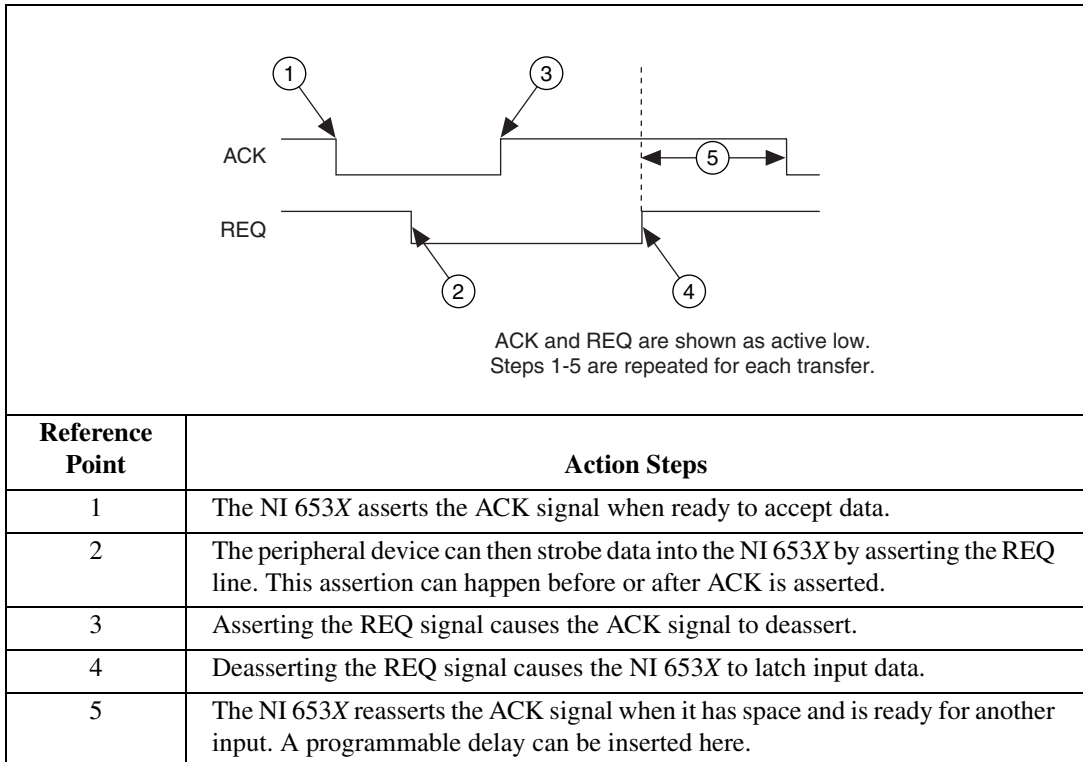 1
3
ACK
5
REQ
2
4
ACK and REQ are shown as active low.
Steps 1-5 are repeated for each transfer.
Reference
Point
Action Steps
1
The NI 653X asserts the ACK signal when ready to accept data.
2
The peripheral device can then strobe data into the NI 653X by asserting the REQ
line. This assertion can happen before or after ACK is asserted.
3
Asserting the REQ signal causes the ACK signal to deassert.
4
Deasserting the REQ signal causes the NI 653X to latch input data.
5
The NI 653X reasserts the ACK signal when it has space and is ready for another
input. A programmable delay can be inserted here.